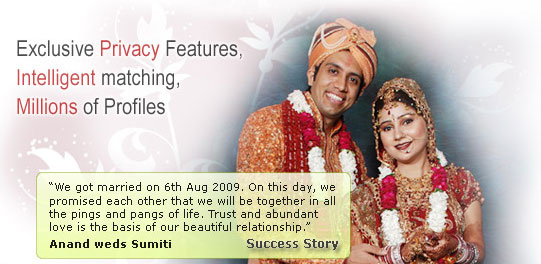 Exclusive Privacy Features,
Intelligent matching,
Millions of Profiles
“We got married on 6th Aug 2009. On this day, we
promised each other that we will be together in all
the pings and pangs of life. Trust and abundant
love is the basis of our beautiful relationship.”
Anand weds Sumiti Success Story